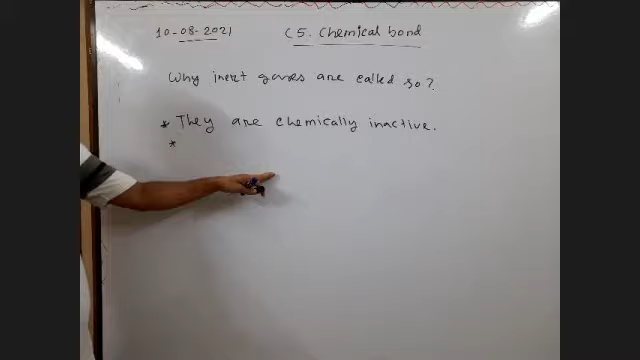 10-08-2021 C5. Chemical bond
Why inert gases are called so?
* They are chemically inactive.
*